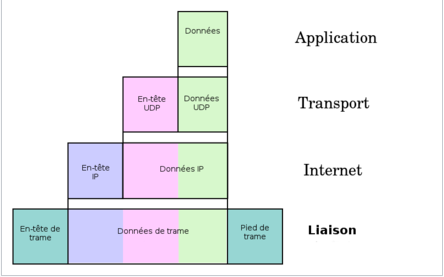 Données
Application
En-tête
UDP
Données
UDP
Transport
En-tête
IP
Données IP
Internet
En-tête de
trame
Données de trame
Pied de
trame
Liaison